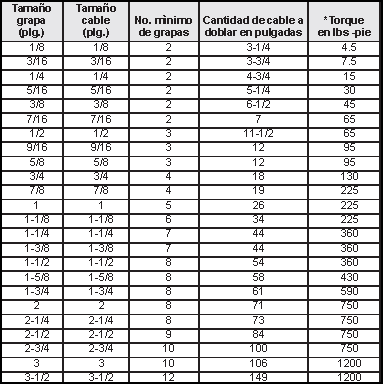 Tamaño grapa (plg.) Tamaño cable (plg.) No. mìnimo de grapas Cantidad de cable a doblar en pulgadas *Torque en lbs -pie
1/8 1/8 2 3-1/4 4.5
3/16 3/16 2 3-3/4 7.5
1/4 1/4 2 4-3/4 15
5/16 5/16 2 5-1/4 30
3/8 3/8 2 6-1/2 45
7/16 7/16 2 7 65
1/2 1/2 3 11-1/2 65
9/16 9/16 3 12 95
5/8 5/8 3 12 95
3/4 3/4 4 18 130
7/8 7/8 4 19 225
1 1 5 26 225
1-1/8 1-1/8 6 34 225
1-1/4 1-1/4 7 44 360
1-3/8 1-3/8 7 44 360
1-1/2 1-1/2 8 54 360
1-5/8 1-5/8 8 58 430
1-3/4 1-3/4 8 61 590
2 2 8 71 750
2-1/4 2-1/4 8 73 750
2-1/2 2-1/2 9 84 750
2-3/4 2-3/4 10 100 750
3 3 10 106 1200
3-1/2 3-1/2 12 149 1200